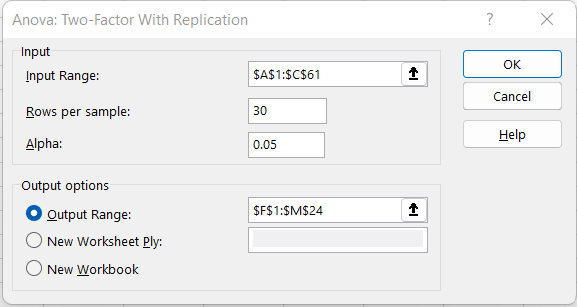 Anova: Two-Factor With Replication ? ×
Input
Input Range: $A$1:$C$61
Rows per sample: 30
Alpha: 0.05
OK
Cancel
Help
Output options
Output Range: $F$1:$M$24
New Worksheet Ply:
New Workbook